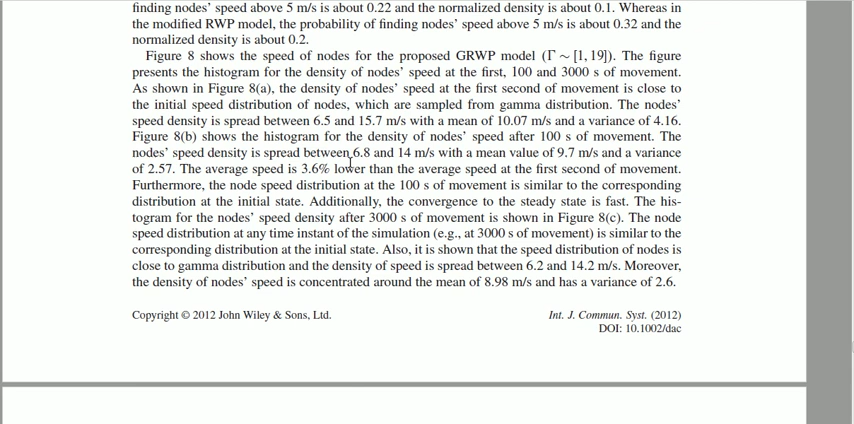 finding nodes' speed above 5 m/s is about 0.22 and the normalized density is about 0.1. Whereas in
the modified RWP model, the probability of finding nodes' speed above 5 m/s is about 0.32 and the
normalized density is about 0.2.
Figure 8 shows the speed of nodes for the proposed GRWP model (Γ ∼ [1, 19]). The figure
presents the histogram for the density of nodes' speed at the first, 100 and 3000 s of movement.
As shown in Figure 8(a), the density of nodes' speed at the first second of movement is close to
the initial speed distribution of nodes, which are sampled from gamma distribution. The nodes'
speed density is spread between 6.5 and 15.7 m/s with a mean of 10.07 m/s and a variance of 4.16.
Figure 8(b) shows the histogram for the density of nodes' speed after 100 s of movement. The
nodes' speed density is spread between 6.8 and 14 m/s with a mean value of 9.7 m/s and a variance
of 2.57. The average speed is 3.6% lower than the average speed at the first second of movement.
Furthermore, the node speed distribution at the 100 s of movement is similar to the corresponding
distribution at the initial state. Additionally, the convergence to the steady state is fast. The his-
togram for the nodes' speed density after 3000 s of movement is shown in Figure 8(c). The node
speed distribution at any time instant of the simulation (e.g., at 3000 s of movement) is similar to the
corresponding distribution at the initial state. Also, it is shown that the speed distribution of nodes is
close to gamma distribution and the density of speed is spread between 6.2 and 14.2 m/s. Moreover,
the density of nodes' speed is concentrated around the mean of 8.98 m/s and has a variance of 2.6.
Copyright © 2012 John Wiley & Sons, Ltd.
Int. J. Commun. Syst. (2012)
DOI: 10.1002/dac